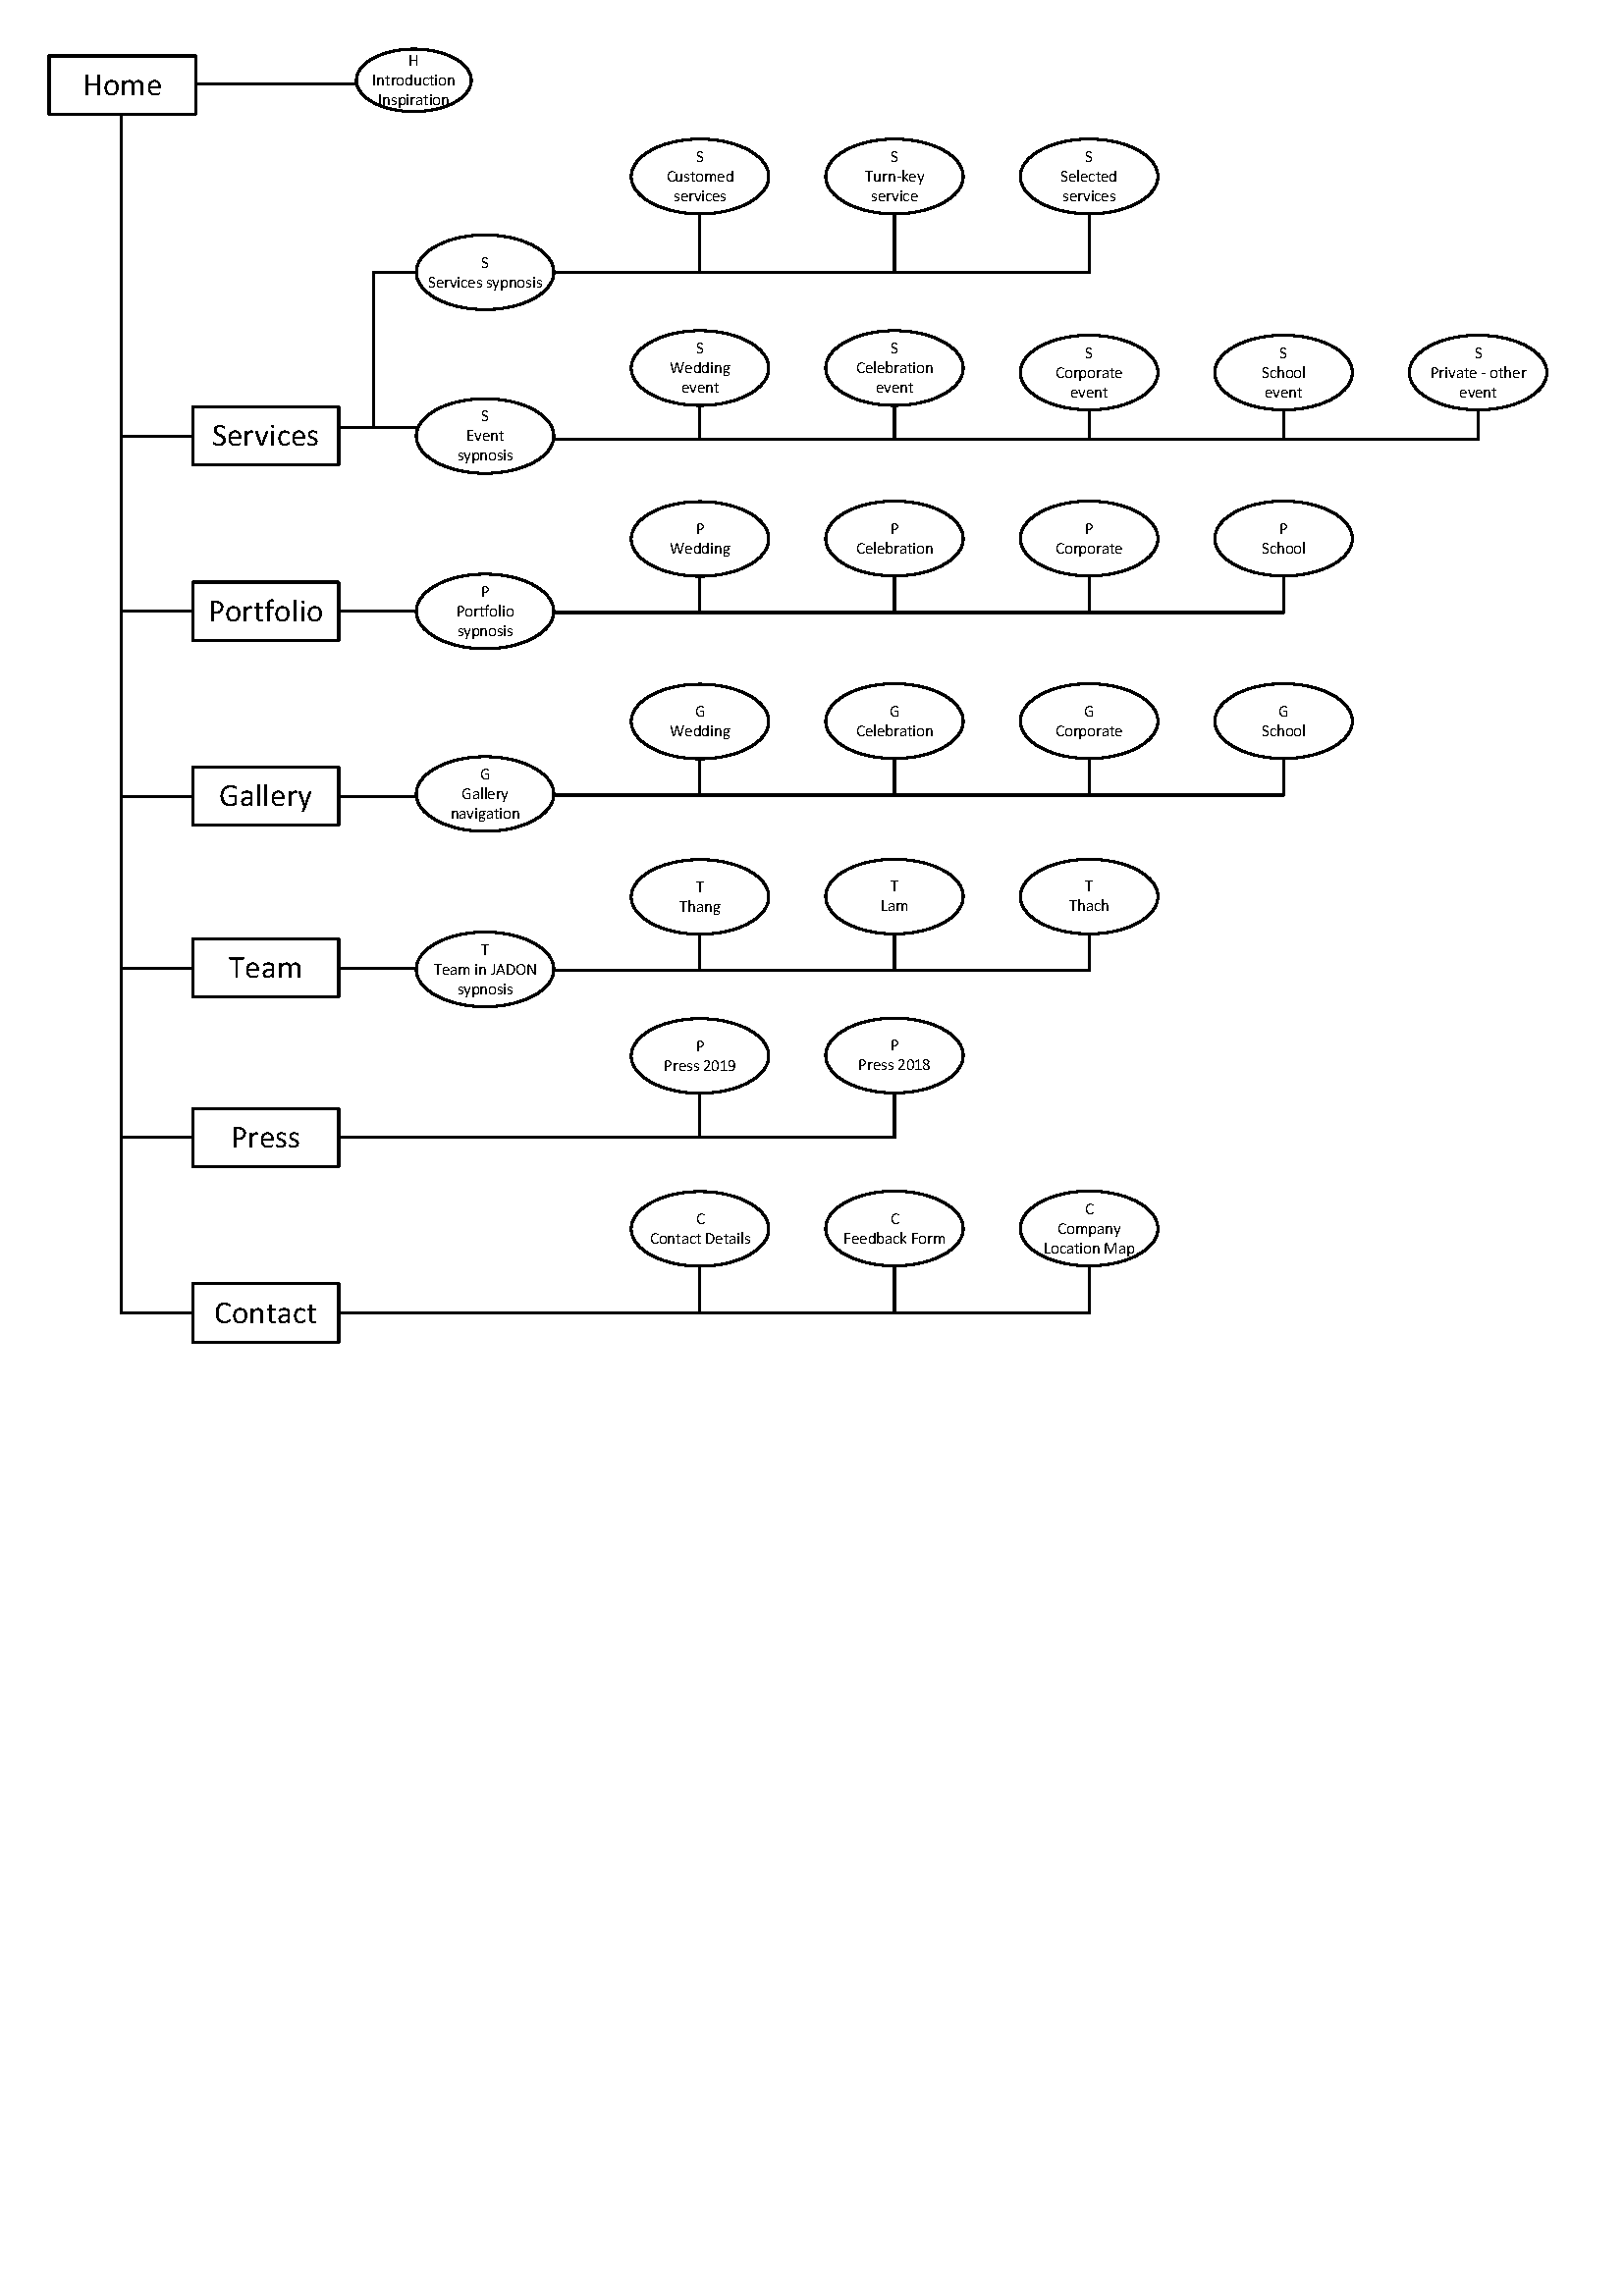 Home
H
Introduction
Inspiration
S
Customed
services
S
Turn-key
service
S
Selected
services
S
Services sypnosis
S
Wedding
event
S
Celebration
event
S
Corporate
event
S
School
event
S
Private - other
event
Services
S
Event
sypnosis
P
Wedding
P
Celebration
P
Corporate
P
School
Portfolio
P
Portfolio
sypnosis
G
Wedding
G
Celebration
G
Corporate
G
School
Gallery
G
Gallery
navigation
T
Thang
T
Lam
T
Thach
Team
T
Team in JADON
sypnosis
P
Press 2019
P
Press 2018
Press
C
Contact Details
C
Feedback Form
C
Company
Location Map
Contact